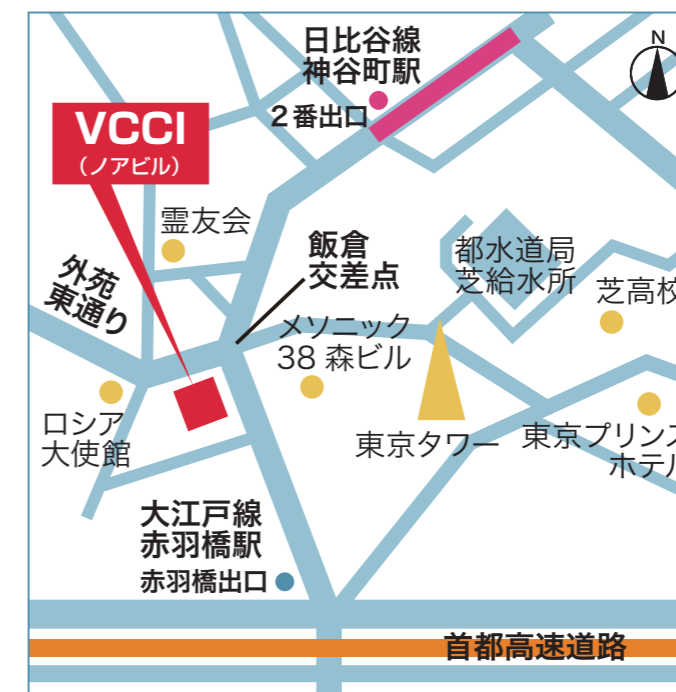 日比谷線
神谷町駅
2番出口
N
VCCI
(ノアビル)
霊友会
飯倉
交差点
都水道局
芝給水所
芝高校
外苑
東通り
メソニック
38 森ビル
ロシア
大使館
東京タワー
東京プリンス
ホテル
大江戸線
赤羽橋駅
赤羽橋出口
首都高速道路